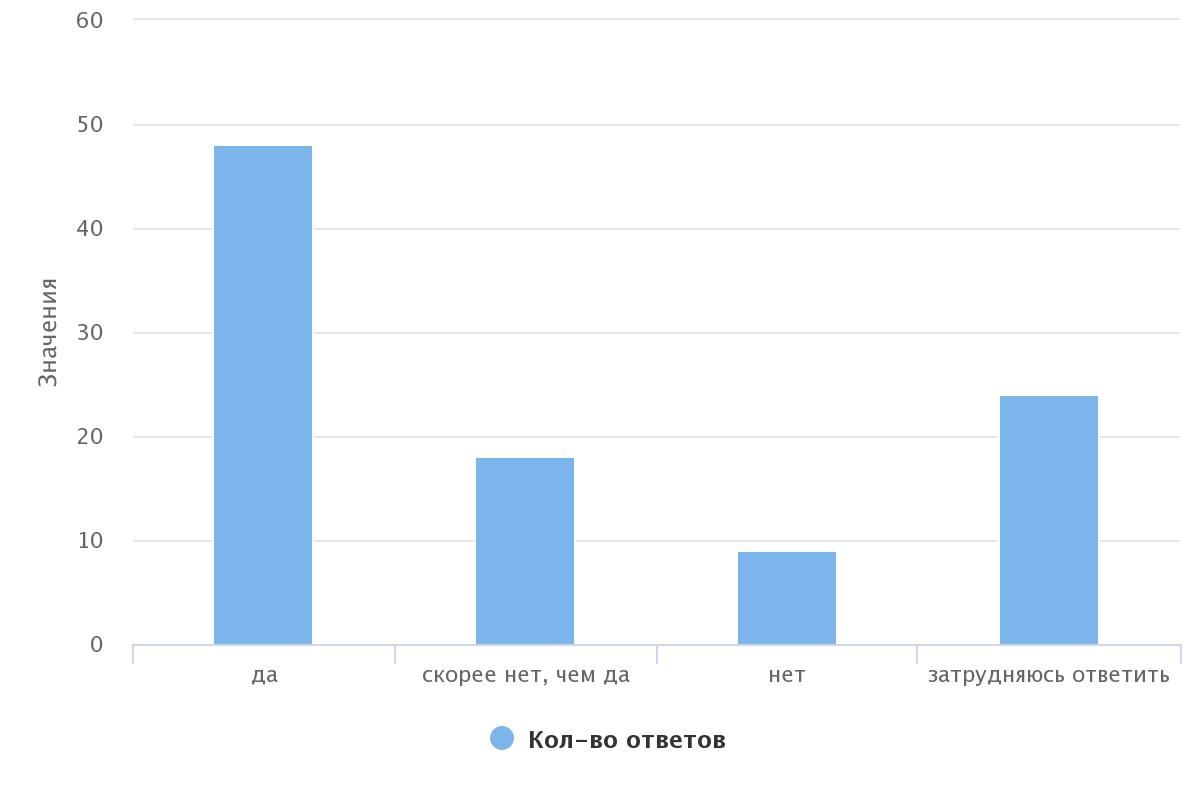 60
50
40
30
20
10
0
Значения
да
скорее нет, чем да
нет
затрудняюсь ответить
Кол-во ответов